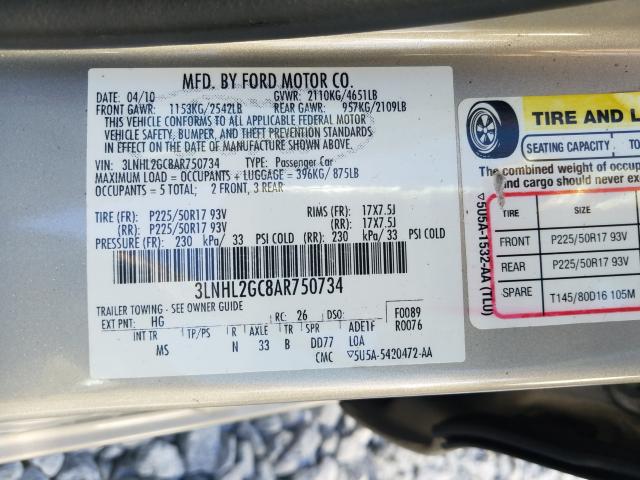 MFD. BY FORD MOTOR CO.
DATE: 04/10 GVWR: 2110KG/4651LB
FRONT GAWR: 1153KG/2542LB REAR GAWR: 957KG/2109LB
THIS VEHICLE CONFORMS TO ALL APPLICABLE FEDERAL MOTOR
VEHICLE SAFETY, BUMPER, AND THEFT PREVENTION STANDARDS
IN EFFECT ON THE DATE OF MANUFACTURE SHOWN ABOVE.
VIN: 3LNHL2GC8AR750734 TYPE: Passenger Car
MAXIMUM LOAD = OCCUPANTS + LUGGAGE = 396KG/ 875LB
OCCUPANTS = 5 TOTAL; 2 FRONT, 3 REAR
TIRE (FR): P225/50R17 93V RIMS (FR): 17X7.5J
(RR): P225/50R17 93V (RR): 17X7.5J
PRESSURE (FR): 230 kPa/ 33 PSI COLD (RR): 230 kPa/ 33 PSI COLD
3LNHL2GC8AR750734
TRAILER TOWING - SEE OWNER GUIDE
EXT PNT: HG RC: 26 DSO: F0089
INT TR TP/PS R AXLE TR SPR ADE1F R0076
MS N 33 B DD77 LOA
CMC ▽5U5A-5420472-AA
TIRE AND L
SEATING CAPACITY TO
The combined weight of occup
and cargo should never exc
▽5U5A-1532-AA (TLU)
TIRE SIZE
FRONT P225/50R17 93V
REAR P225/50R17 93V
SPARE T145/80D16 105M